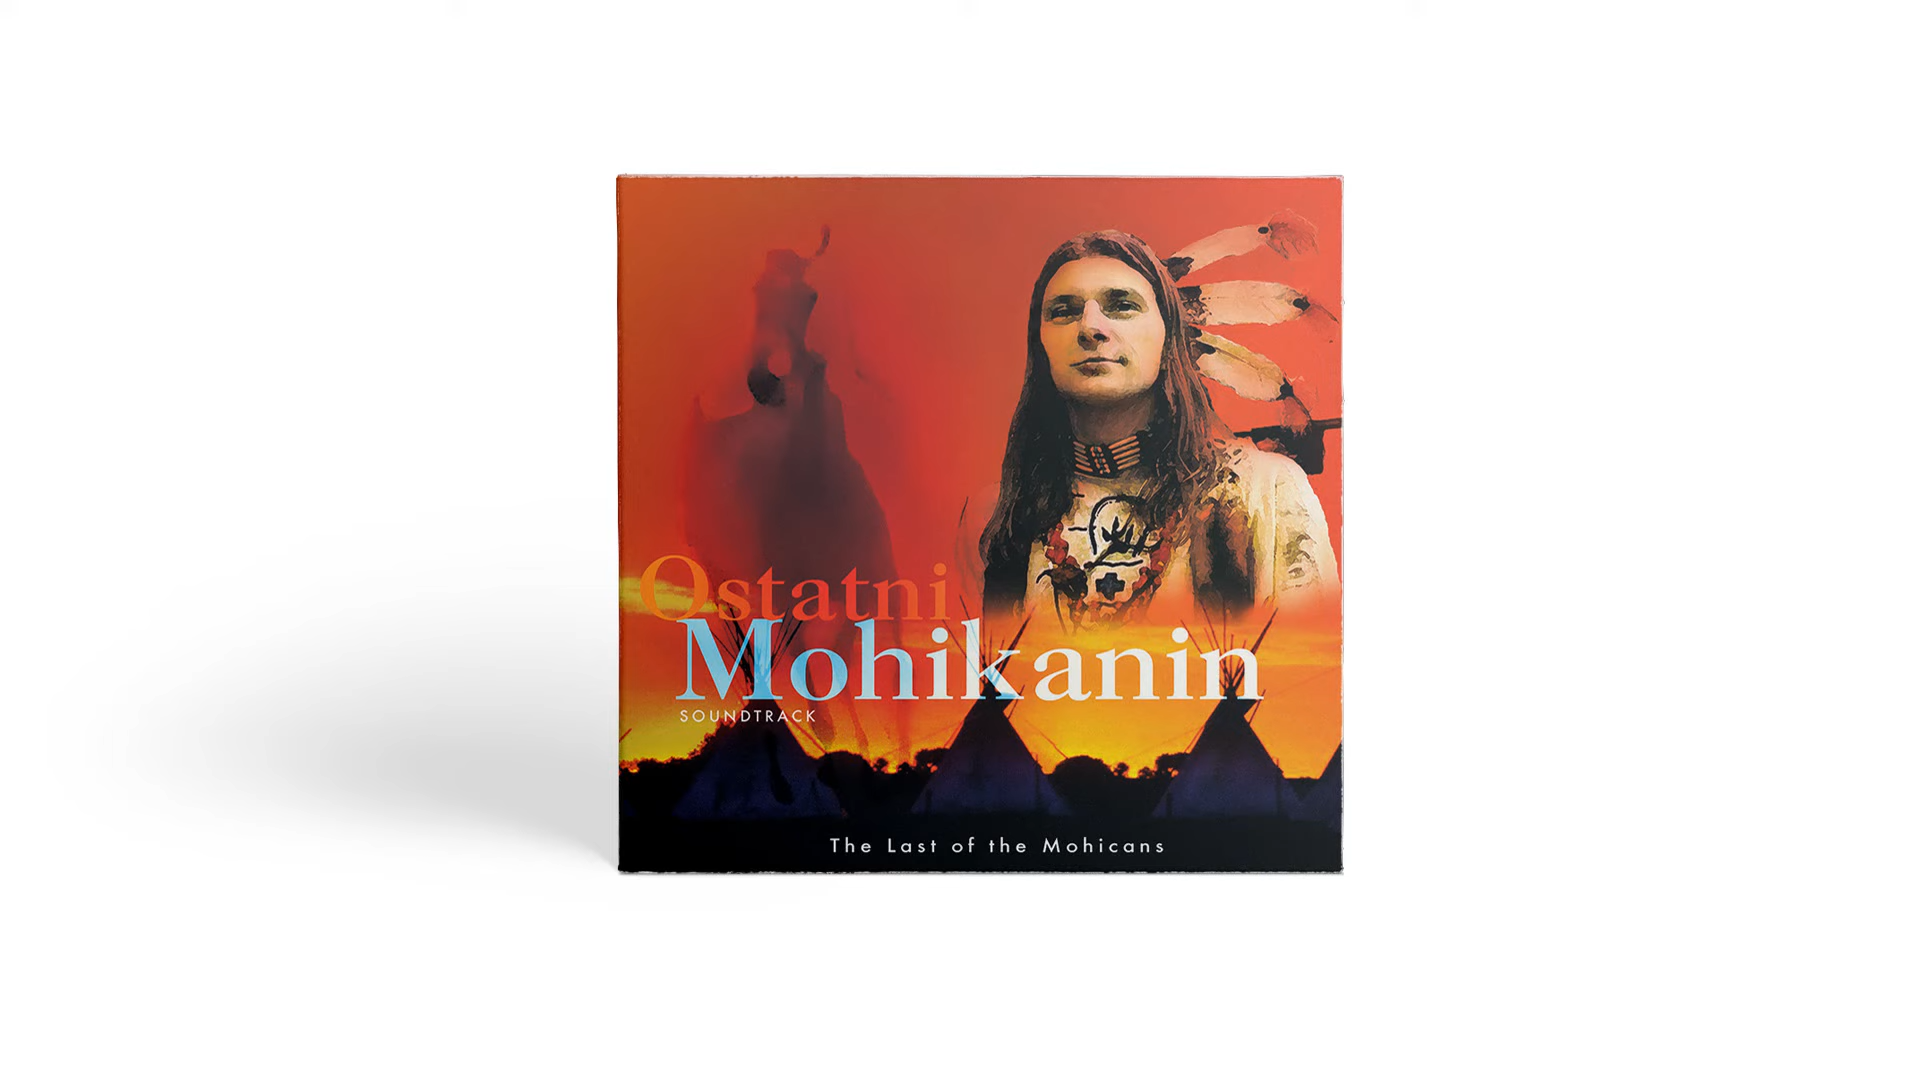 Ostatni
Mohikanin
SOUNDTRACK
The Last of the Mohicans